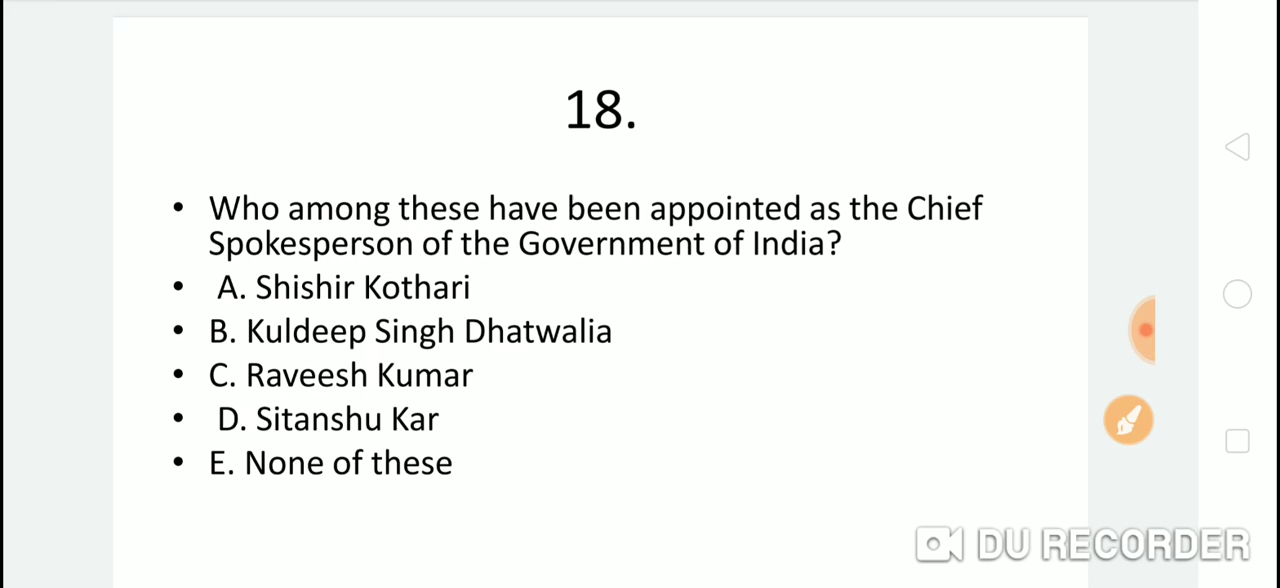 18.
• Who among these have been appointed as the Chief
Spokesperson of the Government of India?
• A. Shishir Kothari
• B. Kuldeep Singh Dhatwalia
• C. Raveesh Kumar
• D. Sitanshu Kar
• E. None of these
DU RECORDER